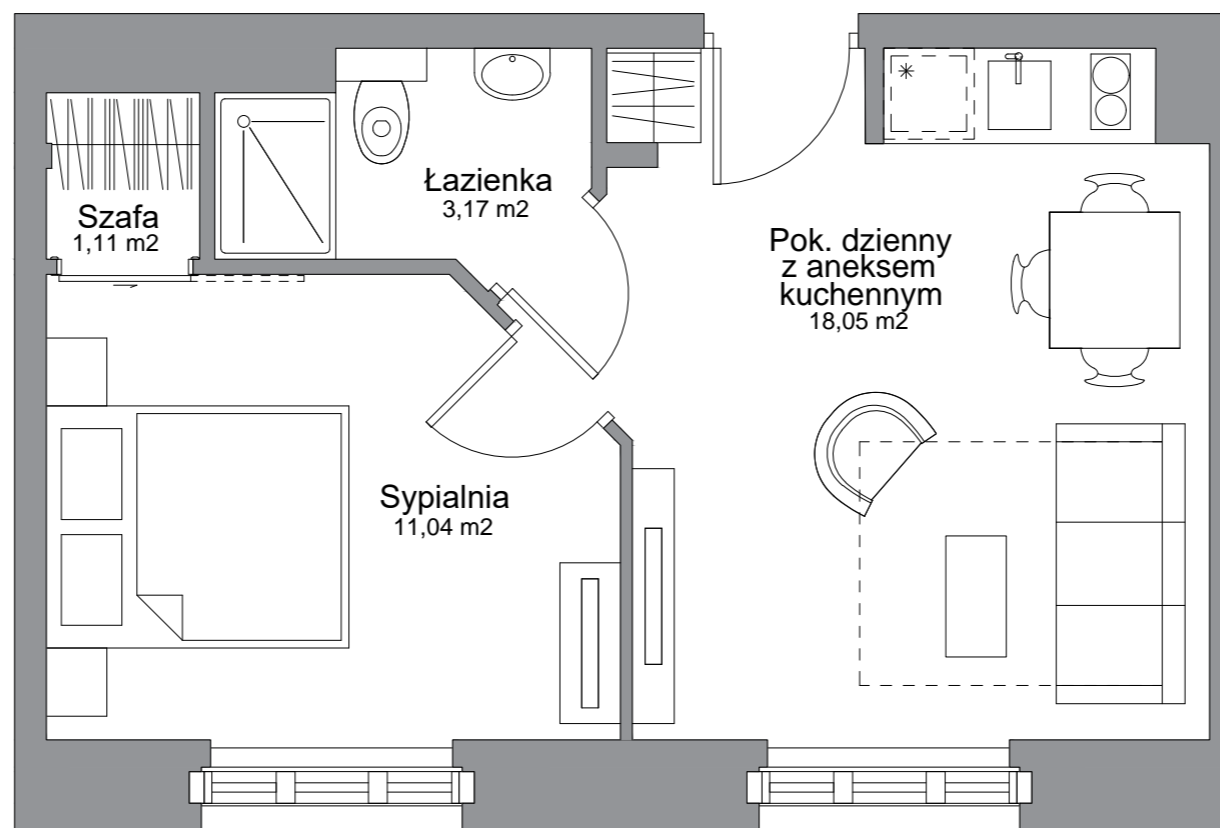 Szafa
1,11 m2
Łazienka
3,17 m2
Pok. dzienny
z aneksem
kuchennym
18,05 m2
Sypialnia
11,04 m2